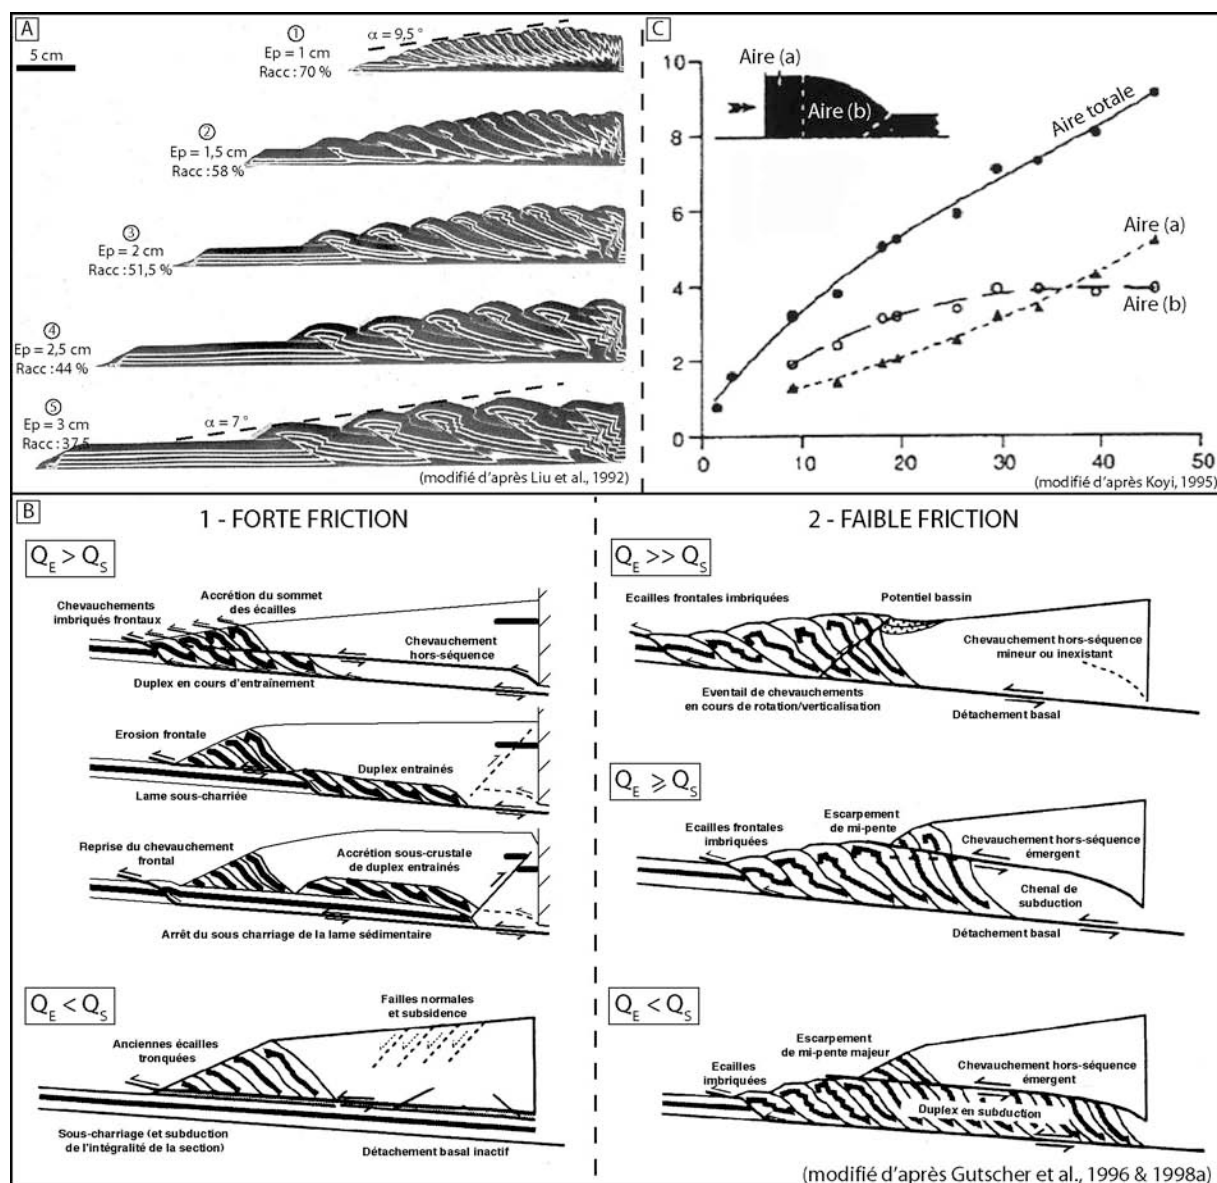 A
5 cm
①
Ep = 1 cm
Racc : 70 %
α = 9,5 °
②
Ep = 1,5 cm
Racc : 58 %
③
Ep = 2 cm
Racc : 51,5 %
④
Ep = 2,5 cm
Racc : 44 %
⑤
Ep = 3 cm
Racc : 37,5
α = 7 °
(modifié d'après Liu et al., 1992)
C
Aire (a)
Aire (b)
Aire totale
Aire (a)
Aire (b)
10
8
6
4
2
0
0
10
20
30
40
50
(modifié d'après Koyi, 1995)
B
1 - FORTE FRICTION
Q_E > Q_S
Chevauchements
imbriqués frontaux
Accrétion du sommet
des écailles
Chevauchement
hors-séquence
Duplex en cours d'entraînement
Erosion frontale
Duplex entrainés
Lame sous-charriée
Reprise du chevauchement
frontal
Accrétion sous-crustale
de duplex entrainés
Arrêt du sous charriage de la lame sédimentaire
Q_E < Q_S
Failles normales
et subsidence
Anciennes écailles
tronquées
Sous-charriage (et subduction
de l'intégralité de la section)
Détachement basal inactif
2 - FAIBLE FRICTION
Q_E >> Q_S
Ecailles frontales imbriquées
Potentiel bassin
Chevauchement hors-séquence
mineur ou inexistant
Eventail de chevauchements
en cours de rotation/verticalisation
Détachement basal
Q_E ⩾ Q_S
Ecailles frontales
imbriquées
Escarpement
de mi-pente
Chevauchement hors-séquence
émergent
Chenal de
subduction
Détachement basal
Q_E < Q_S
Escarpement
de mi-pente majeur
Ecailles
imbriquées
Chevauchement hors-séquence
émergent
Duplex en subduction
(modifié d'après Gutscher et al., 1996 & 1998a)